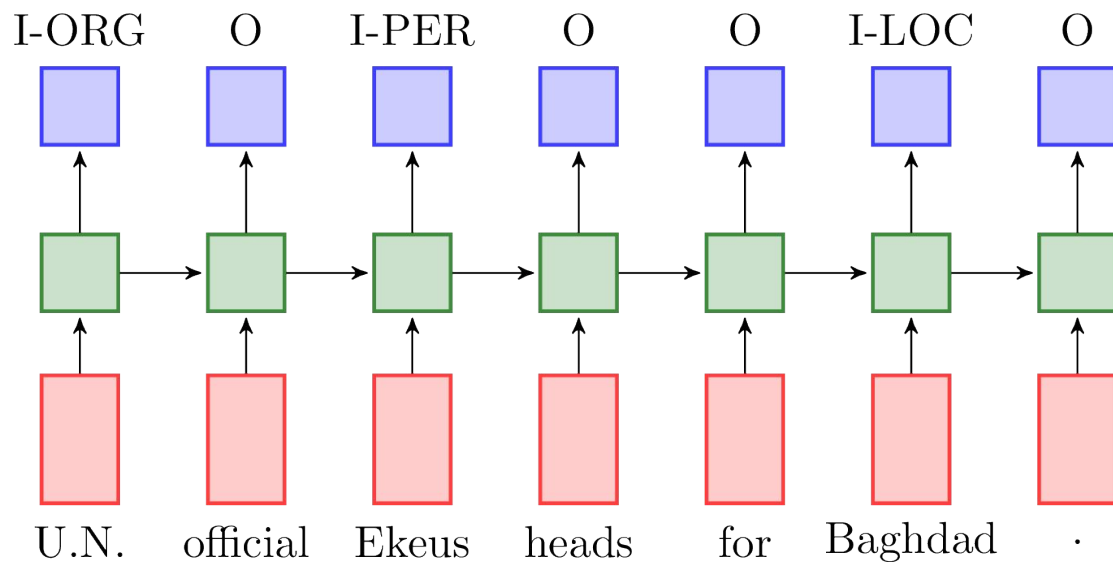 I-ORG O I-PER O O I-LOC O
U.N. official Ekeus heads for Baghdad .